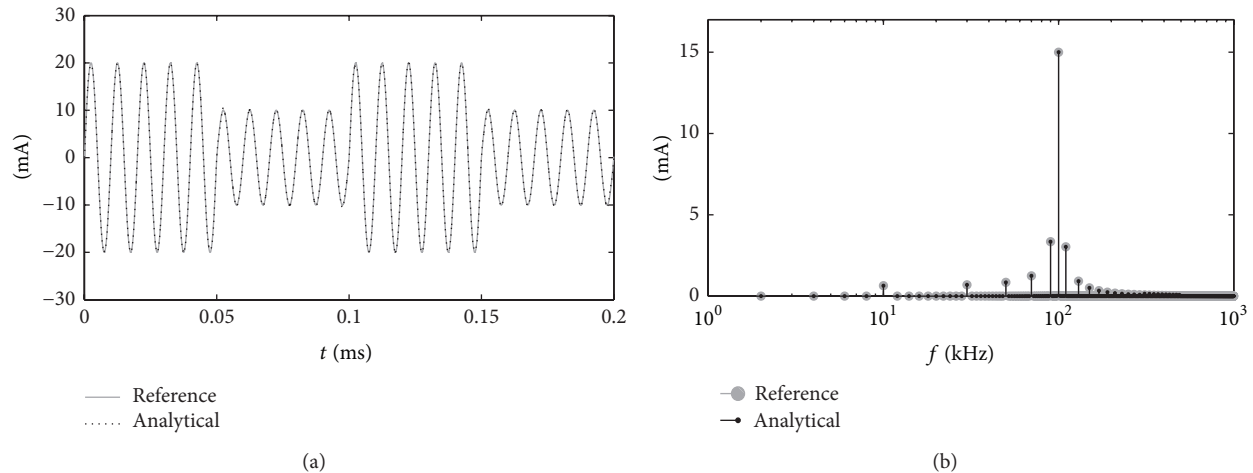 30
20
10
0
−10
−20
−30
(mA)
0
0.05
0.1
0.15
0.2
t (ms)
Reference
Analytical
(a)
15
10
5
0
(mA)
10^0
10^1
10^2
10^3
f (kHz)
Reference
Analytical
(b)